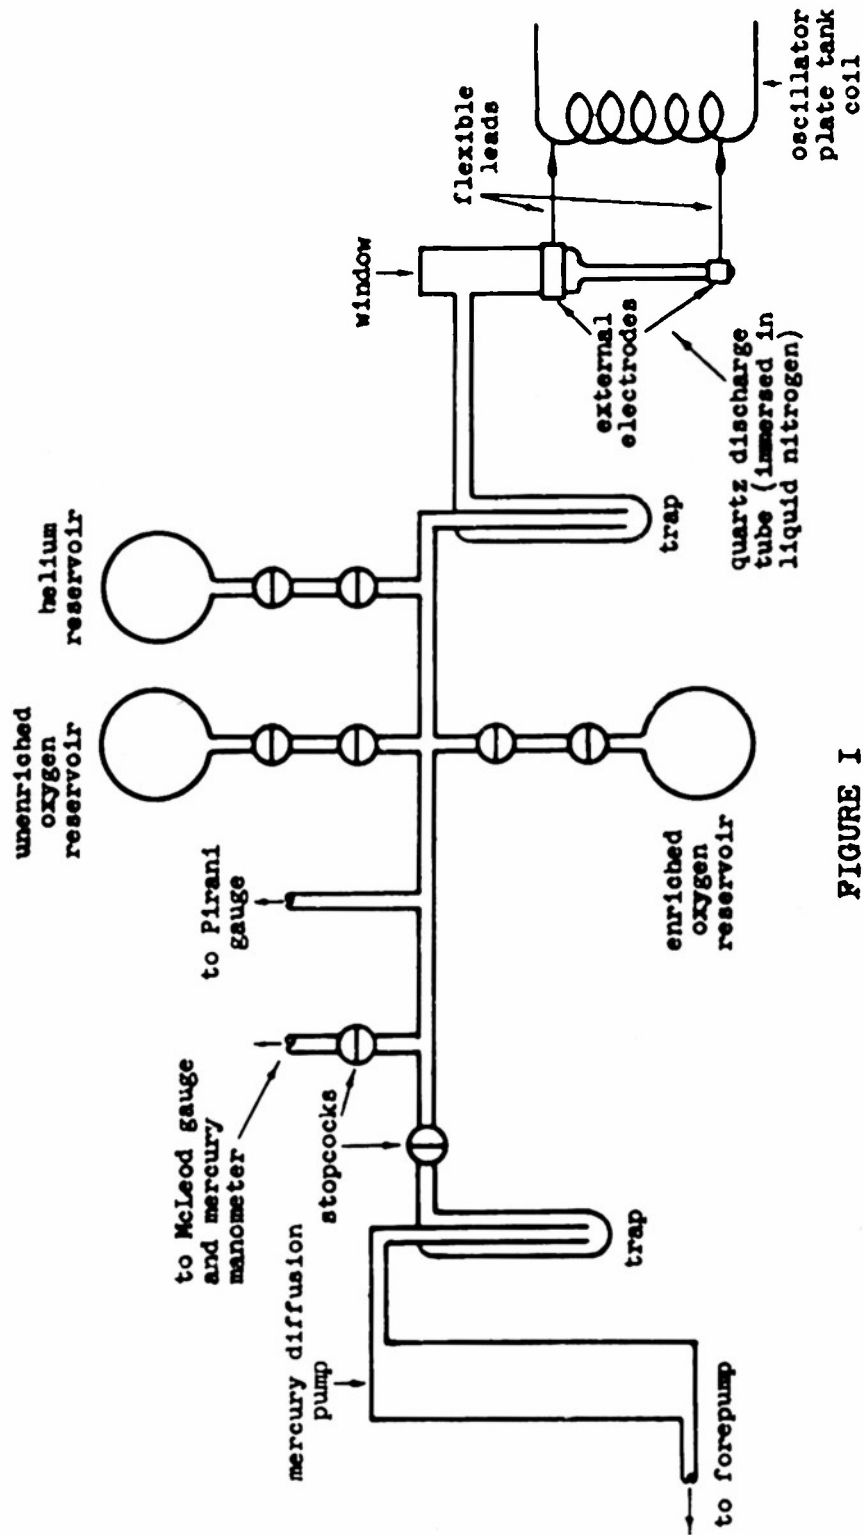 oscillator
plate tank
coil
flexible
leads
window
external
electrodes
quartz discharge
tube (immersed in
liquid nitrogen)
trap
helium
reservoir
unenriched
oxygen
reservoir
enriched
oxygen
reservoir
to Pirani
gauge
to McLeod gauge
and mercury
manometer
stopcocks
mercury diffusion
pump
trap
to forepump
FIGURE I